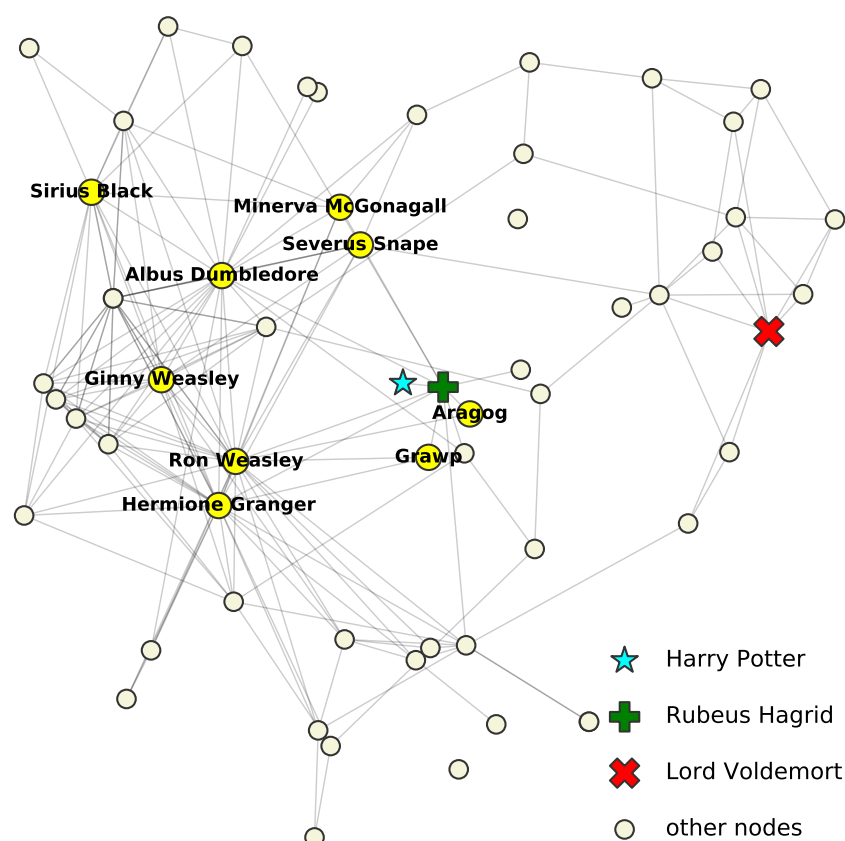 Sirius Black
Minerva McGonagall
Severus Snape
Albus Dumbledore
Ginny Weasley
Aragog
Ron Weasley
Grawp
Hermione Granger
Harry Potter
Rubeus Hagrid
Lord Voldemort
other nodes